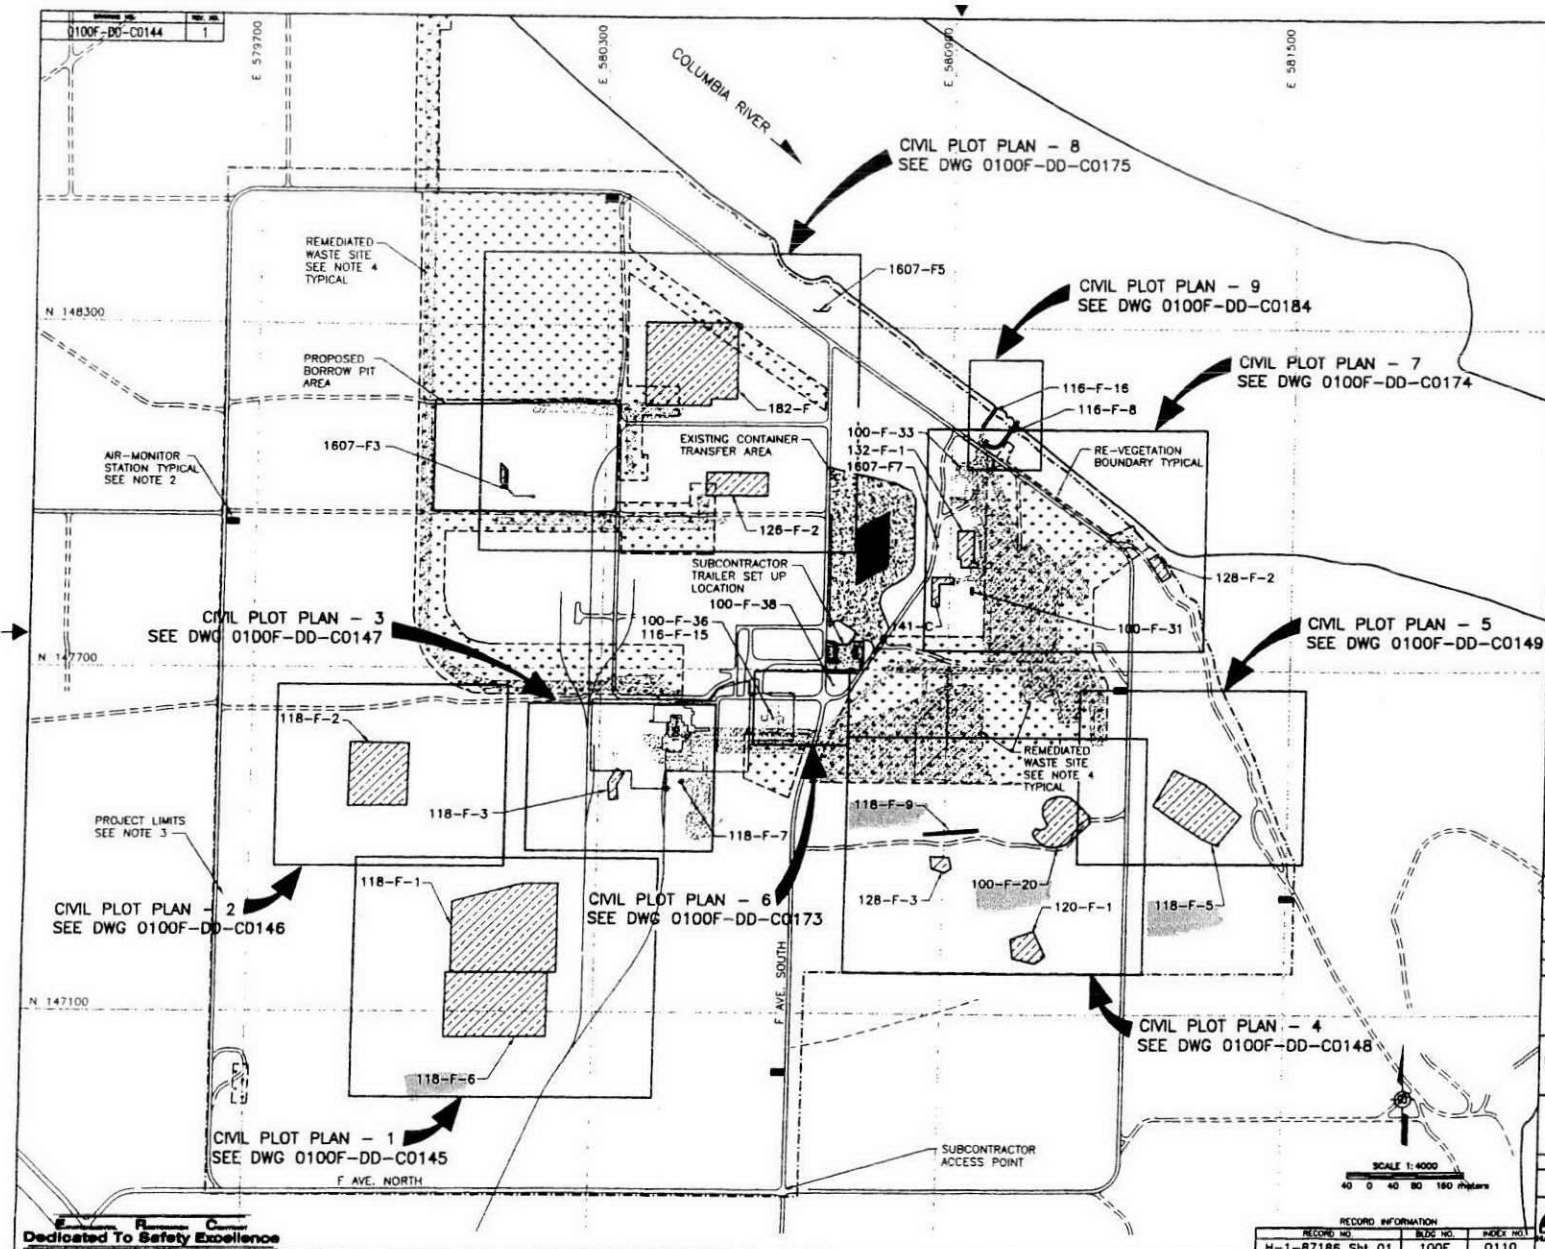 DRAWING NO.
REV. NO.
0100F-DD-C0144
1
E 579700
E 580300
E 580900
E 581500
COLUMBIA RIVER
CIVIL PLOT PLAN - 8
SEE DWG 0100F-DD-C0175
REMEDIATED
WASTE SITE
SEE NOTE 4
TYPICAL
1607-F5
CIVIL PLOT PLAN - 9
SEE DWG 0100F-DD-C0184
N 148300
PROPOSED
BORROW PIT
AREA
CIVIL PLOT PLAN - 7
SEE DWG 0100F-DD-C0174
116-F-16
116-F-8
182-F
1607-F3
EXISTING CONTAINER
TRANSFER AREA
100-F-33
132-F-1
1607-F7
RE-VEGETATION
BOUNDARY TYPICAL
AIR-MONITOR
STATION TYPICAL
SEE NOTE 2
126-F-2
SUBCONTRACTOR
TRAILER SET UP
LOCATION
128-F-2
100-F-38
CIVIL PLOT PLAN - 3
SEE DWG 0100F-DD-C0147
100-F-36
116-F-15
141-C
100-F-31
CIVIL PLOT PLAN - 5
SEE DWG 0100F-DD-C0149
N 147700
118-F-2
REMEDIATED
WASTE SITE
SEE NOTE 4
TYPICAL
118-F-3
118-F-7
118-F-9
PROJECT LIMITS
SEE NOTE 3
118-F-1
CIVIL PLOT PLAN - 6
SEE DWG 0100F-DD-C0173
128-F-3
100-F-20
120-F-1
118-F-5
CIVIL PLOT PLAN - 2
SEE DWG 0100F-DD-C0146
F AVE. SOUTH
N 147100
CIVIL PLOT PLAN - 4
SEE DWG 0100F-DD-C0148
118-F-6
CIVIL PLOT PLAN - 1
SEE DWG 0100F-DD-C0145
SUBCONTRACTOR
ACCESS POINT
F AVE. NORTH
SCALE 1:4000
40 0 40 80 160 meters
Dedicated To Safety Excellence
RECORD INFORMATION
RECORD NO.
BLDG NO.
INDEX NO.
H-1-87186 Sht 01
100F
0110